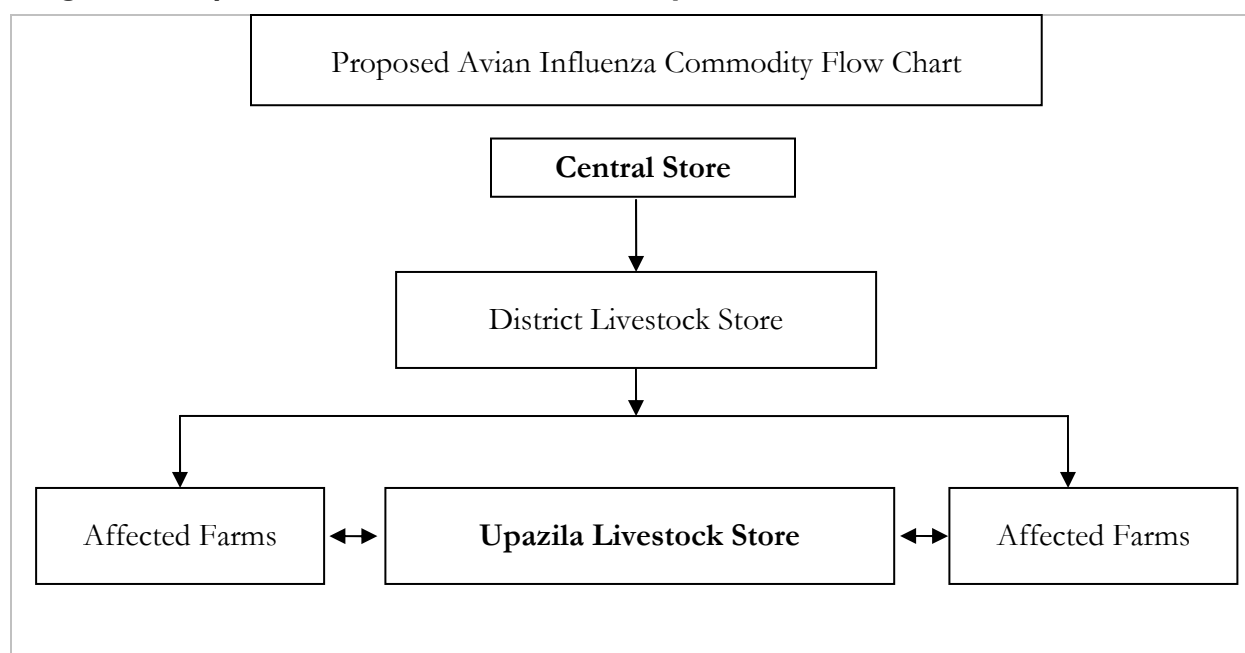 Proposed Avian Influenza Commodity Flow Chart
Central Store
District Livestock Store
Affected Farms
Upazila Livestock Store
Affected Farms